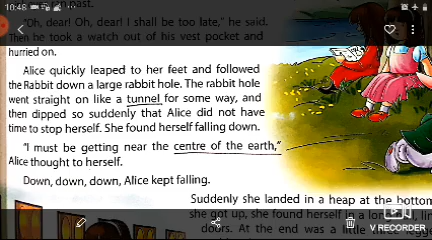 10:48
ran past.
"Oh, dear! Oh, dear! I shall be too late," he said.
Then he took a watch out of his vest pocket and
hurried on.
Alice quickly leaped to her feet and followed
the Rabbit down a large rabbit hole. The rabbit hole
went straight on like a tunnel for some way, and
then dipped so suddenly that Alice did not have
time to stop herself. She found herself falling down.
"I must be getting near the centre of the earth,"
Alice thought to herself.
Down, down, down, Alice kept falling.
Suddenly she landed in a heap at the bottom
she got up, she found herself in a long
doors. At the end was a little three legged
V RECORDER